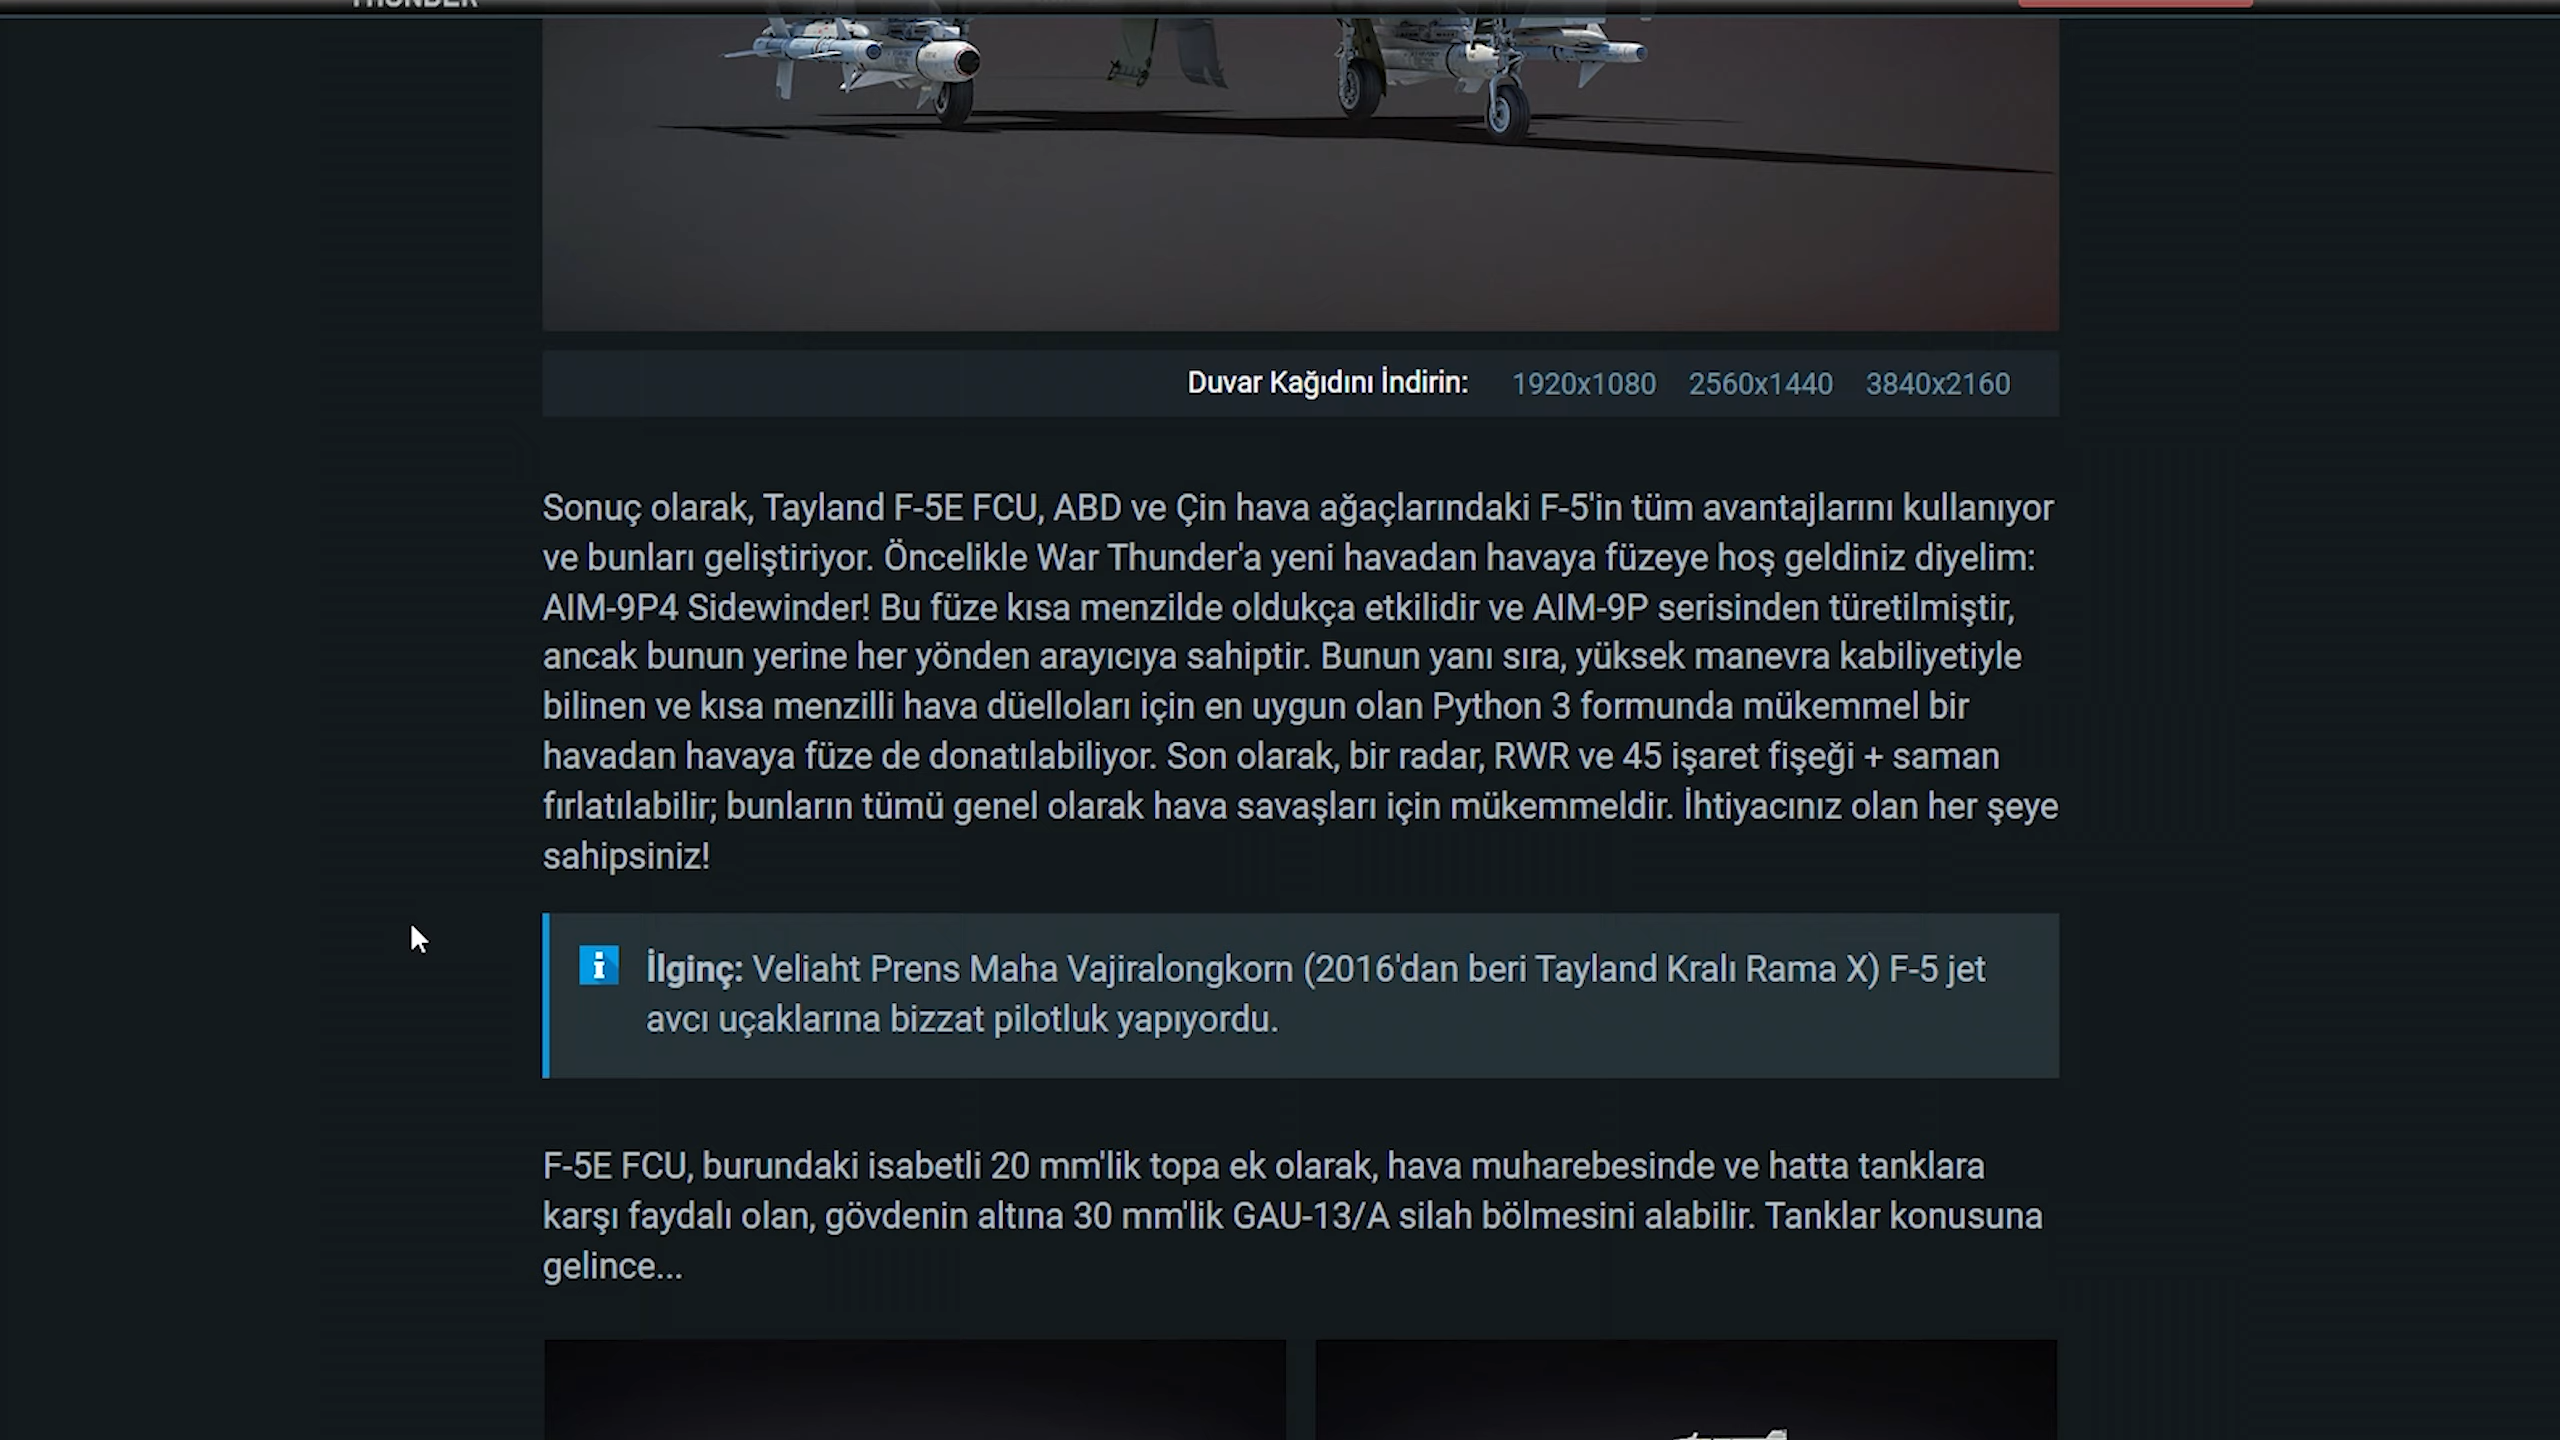 THUNDER
Duvar Kağıdını İndirin: 1920x1080 2560x1440 3840x2160
Sonuç olarak, Tayland F-5E FCU, ABD ve Çin hava ağaçlarındaki F-5'in tüm avantajlarını kullanıyor
ve bunları geliştiriyor. Öncelikle War Thunder'a yeni havadan havaya füzeye hoş geldiniz diyelim:
AIM-9P4 Sidewinder! Bu füze kısa menzilde oldukça etkilidir ve AIM-9P serisinden türetilmiştir,
ancak bunun yerine her yönden arayıcıya sahiptir. Bunun yanı sıra, yüksek manevra kabiliyetiyle
bilinen ve kısa menzilli hava düelloları için en uygun olan Python 3 formunda mükemmel bir
havadan havaya füze de donatılabiliyor. Son olarak, bir radar, RWR ve 45 işaret fişeği + saman
fırlatılabilir; bunların tümü genel olarak hava savaşları için mükemmeldir. İhtiyacınız olan her şeye
sahipsiniz!
İlginç: Veliaht Prens Maha Vajiralongkorn (2016'dan beri Tayland Kralı Rama X) F-5 jet
avcı uçaklarına bizzat pilotluk yapıyordu.
F-5E FCU, burundaki isabetli 20 mm'lik topa ek olarak, hava muharebesinde ve hatta tanklara
karşı faydalı olan, gövdenin altına 30 mm'lik GAU-13/A silah bölmesini alabilir. Tanklar konusuna
gelince...